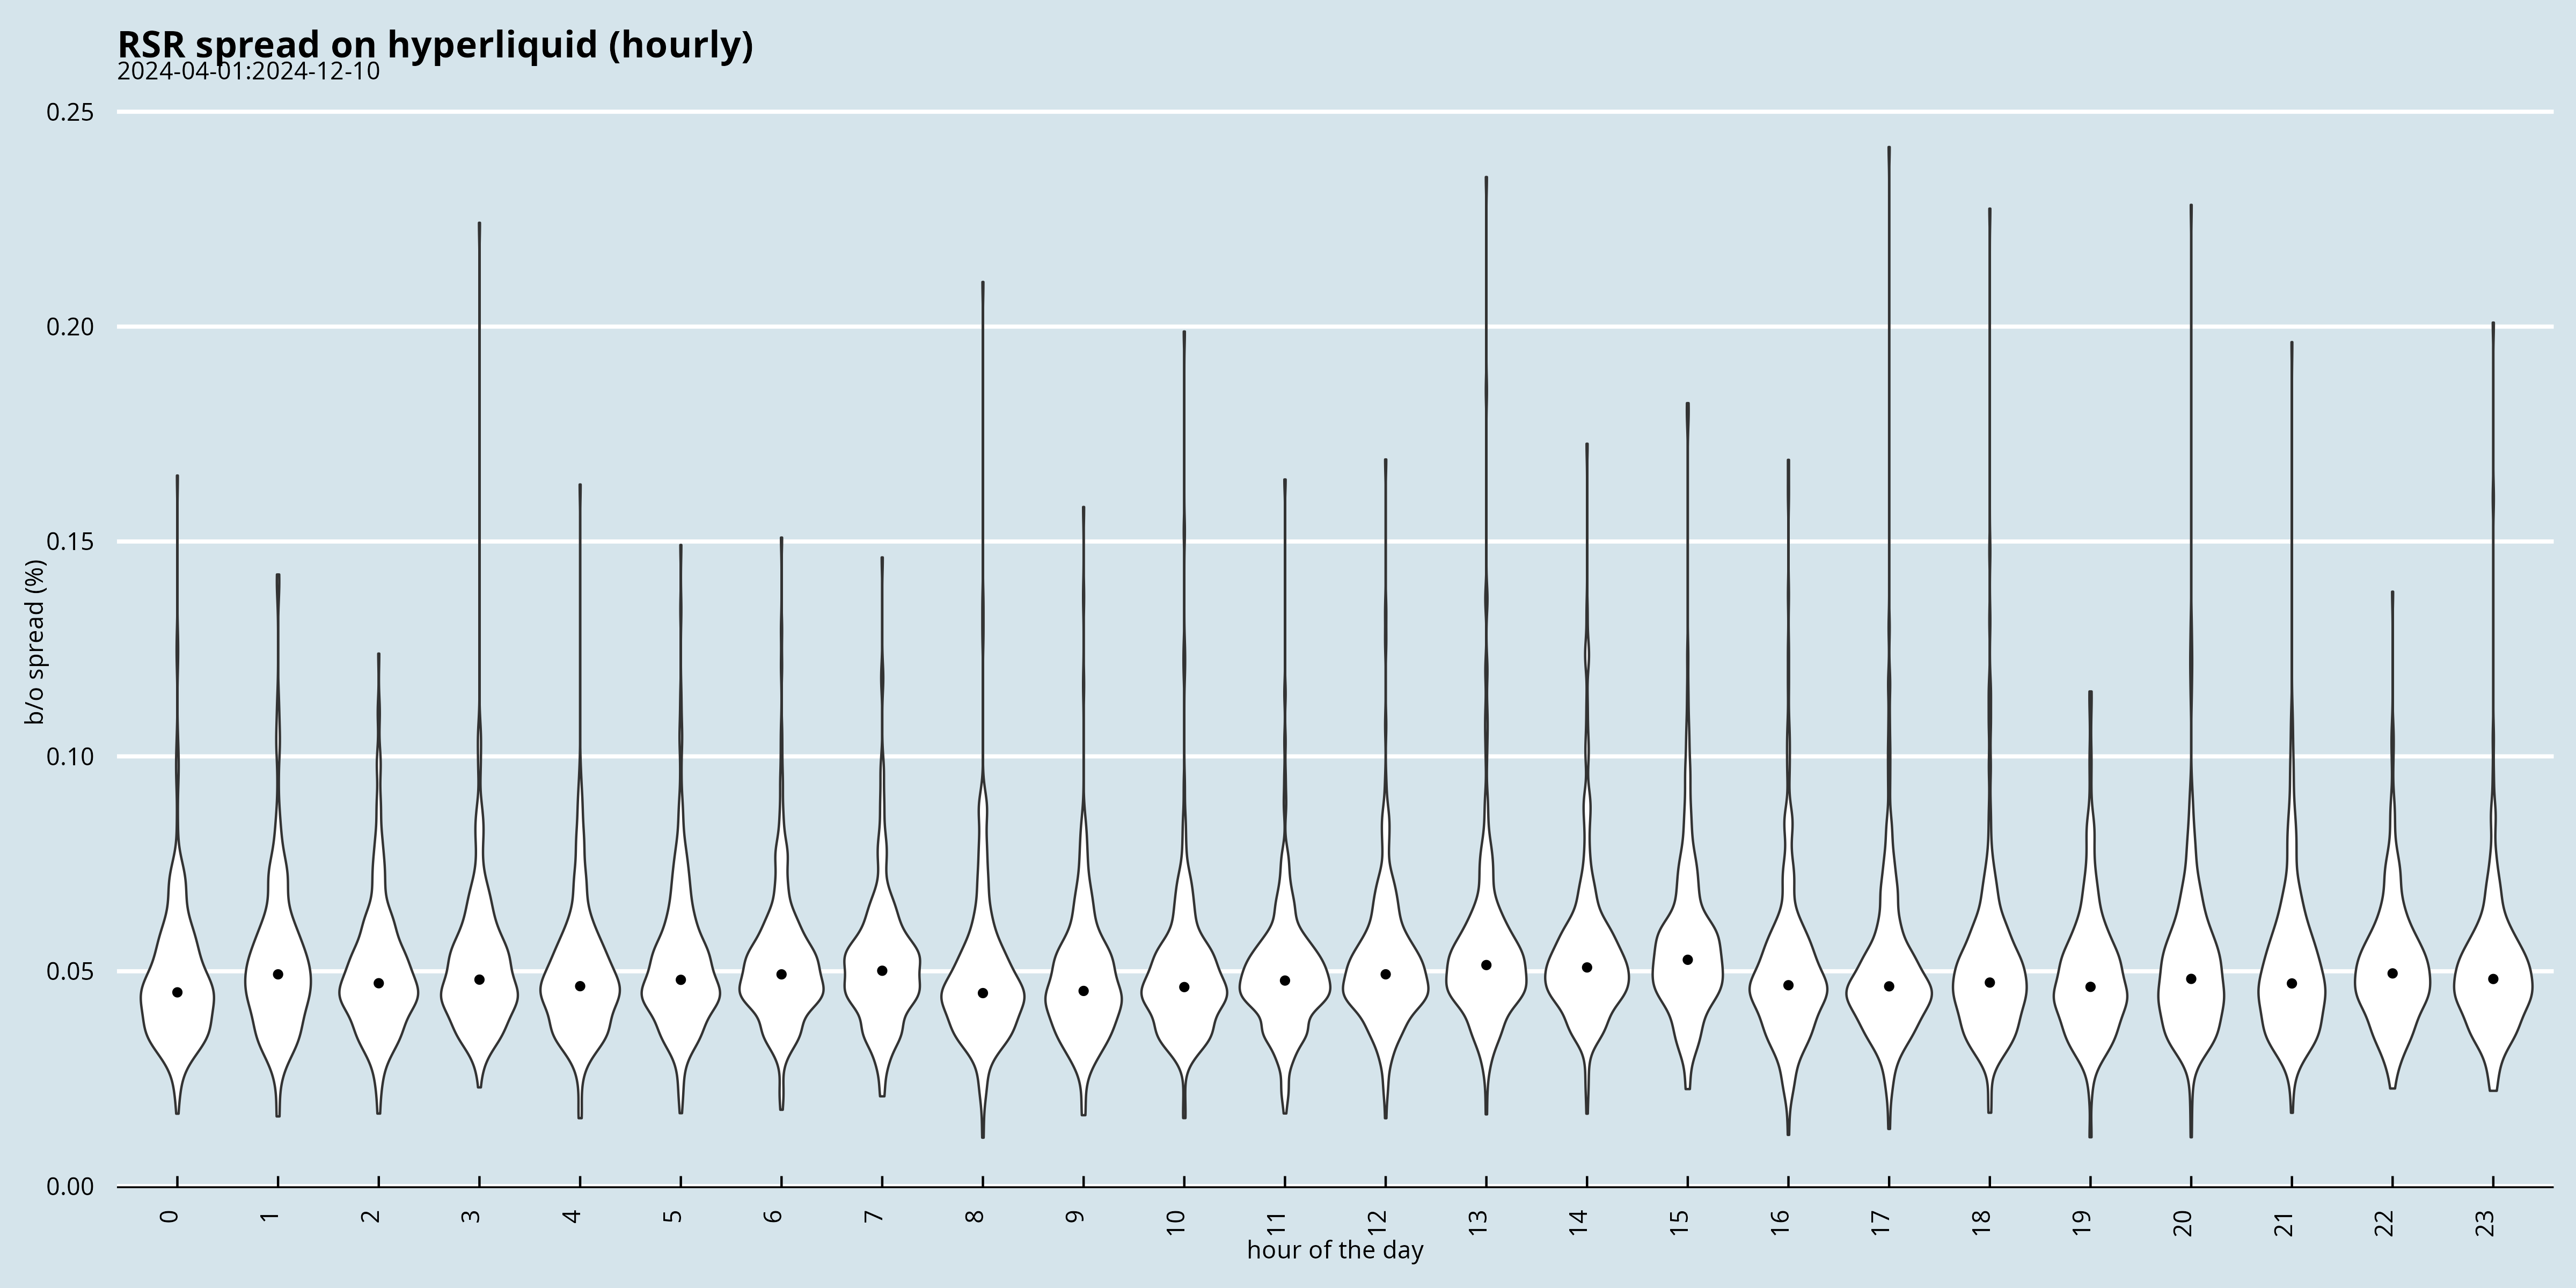 RSR spread on hyperliquid (hourly)
2024-04-01:2024-12-10
b/o spread (%)
0.25
0.20
0.15
0.10
0.05
0.00
0 1 2 3 4 5 6 7 8 9 10 11 12 13 14 15 16 17 18 19 20 21 22 23
hour of the day